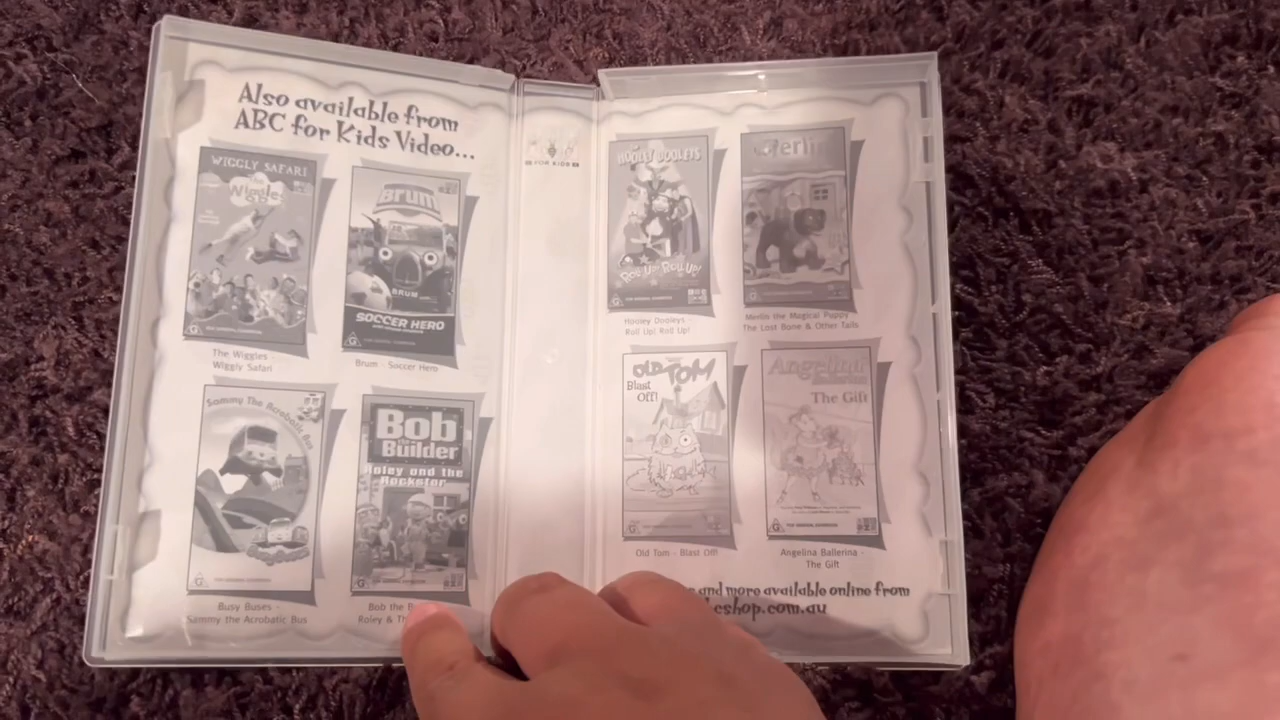 Also available from
ABC for Kids Video...
WIGGLY SAFARI
The Wiggles -
Wiggly Safari
Brum
BRUM
SOCCER HERO
Brum - Soccer Hero
Sammy The Acrobatic Bus
Busy Buses -
Sammy the Acrobatic Bus
Bob
the
Builder
Roley and the
Rockstar
Bob the
Roley &
FOR KIDS
HOOLEY DOOLEYS
Roll Up! Roll Up!
Hooley Dooleys -
Roll Up! Roll Up!
Merlin
Merlin the Magical Puppy
The Lost Bone & Other Tails
OLD TOM
Blast
Off!
Old Tom - Blast Off!
Angelina
Ballerina
The Gift
Angelina Ballerina -
The Gift
and more available online from
shop.com.au